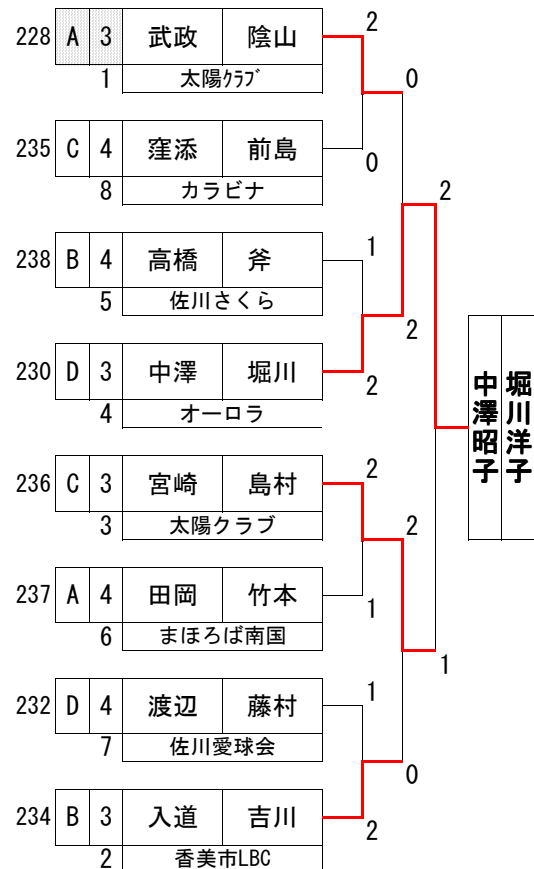 228 A 3 武政 陰山 2
1 太陽ｸﾗﾌﾞ 0
235 C 4 窪添 前島 0
8 カラビナ
2
238 B 4 高橋 斧 1
5 佐川さくら 2
230 D 3 中澤 堀川 2
4 オーロラ
堀川洋子
中澤昭子
236 C 3 宮崎 島村 2
3 太陽クラブ 2
237 A 4 田岡 竹本 1
6 まほろば南国
1
232 D 4 渡辺 藤村 1
7 佐川愛球会 0
234 B 3 入道 吉川 2
2 香美市LBC